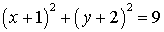 (x+1)² + (y+2)² = 9